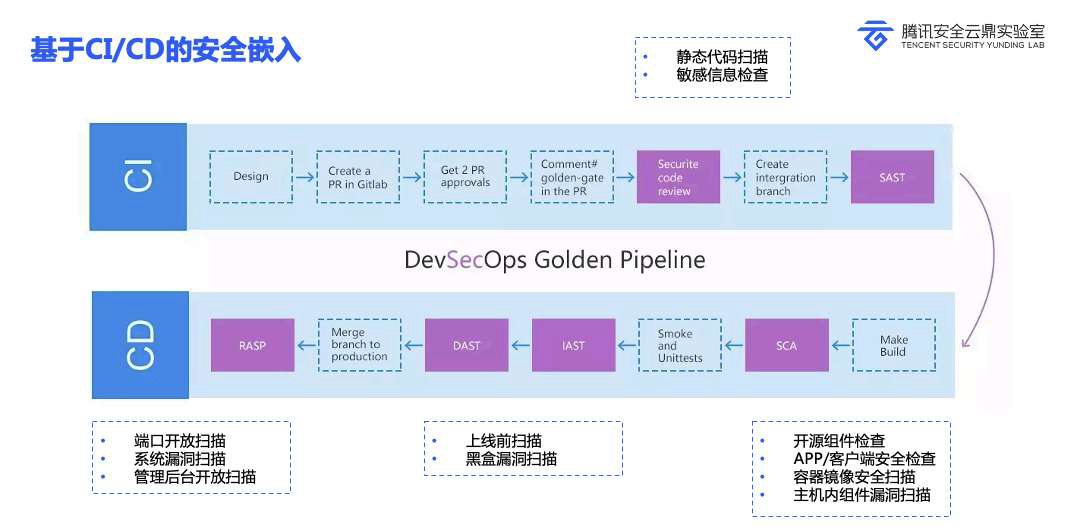 基于CI/CD的安全嵌入
腾讯安全云鼎实验室
TENCENT SECURITY YUNDING LAB
• 静态代码扫描
• 敏感信息检查
CI
Design
Create a
PR in Gitlab
Get 2 PR
approvals
Comment#
golden-gate
in the PR
Securite
code
review
Create
intergration
branch
SAST
DevSecOps Golden Pipeline
CD
RASP
Merge
branch to
production
DAST
IAST
Smoke
and
Unittests
SCA
Make
Build
• 端口开放扫描
• 系统漏洞扫描
• 管理后台开放扫描
• 上线前扫描
• 黑盒漏洞扫描
• 开源组件检查
• APP/客户端安全检查
• 容器镜像安全扫描
• 主机内组件漏洞扫描